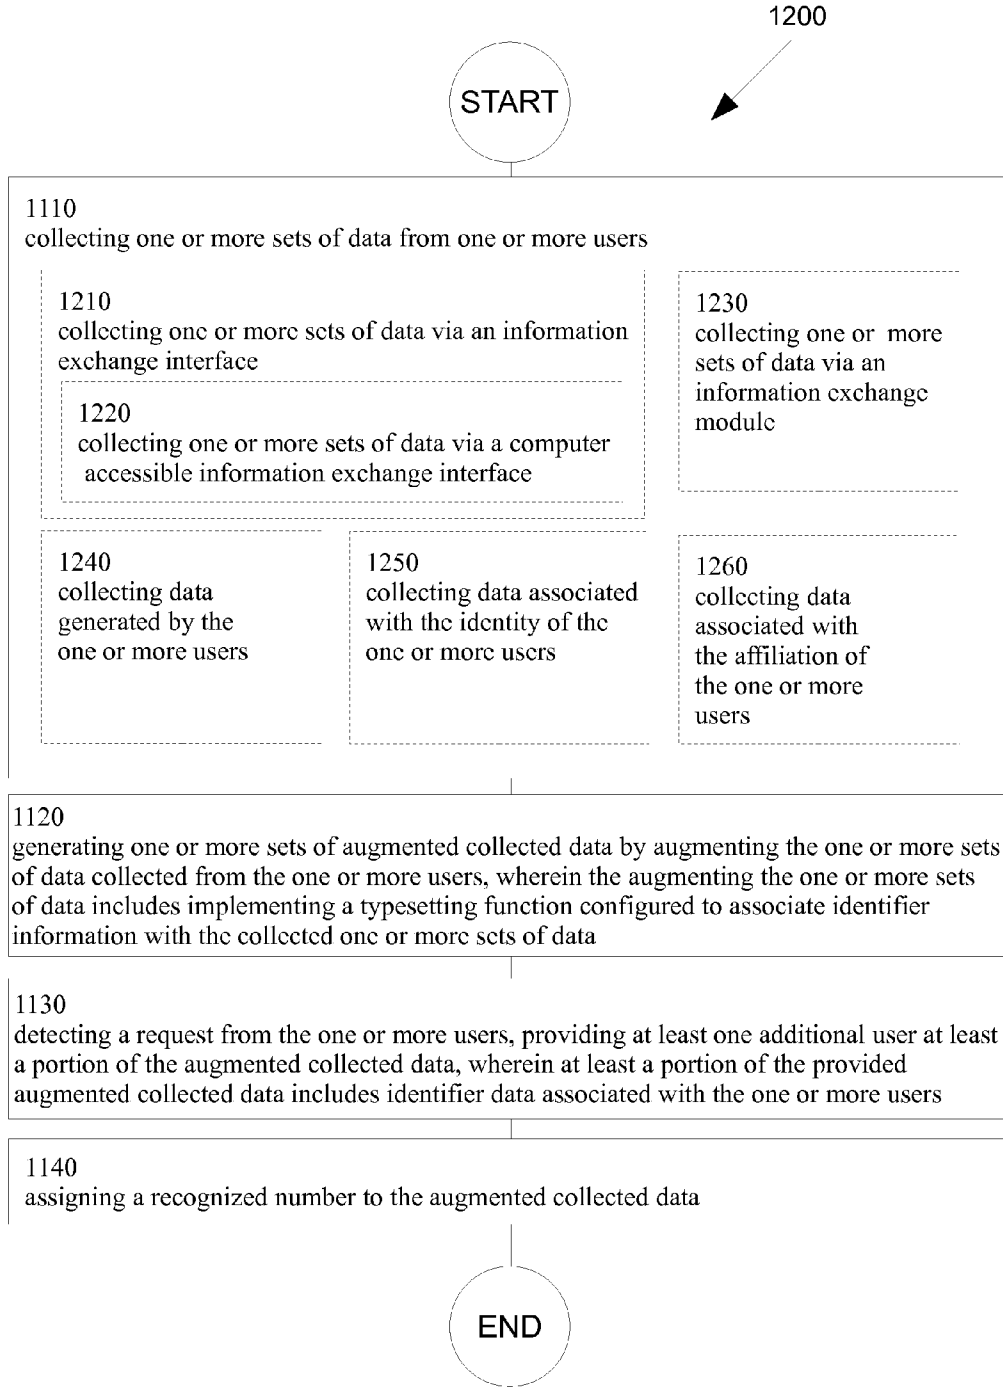 1200
START
1110
collecting one or more sets of data from one or more users
1210
collecting one or more sets of data via an information
exchange interface
1220
collecting one or more sets of data via a computer
accessible information exchange interface
1230
collecting one or more
sets of data via an
information exchange
module
1240
collecting data
generated by the
one or more users
1250
collecting data associated
with the identity of the
one or more users
1260
collecting data
associated with
the affiliation of
the one or more
users
1120
generating one or more sets of augmented collected data by augmenting the one or more sets
of data collected from the one or more users, wherein the augmenting the one or more sets
of data includes implementing a typesetting function configured to associate identifier
information with the collected one or more sets of data
1130
detecting a request from the one or more users, providing at least one additional user at least
a portion of the augmented collected data, wherein at least a portion of the provided
augmented collected data includes identifier data associated with the one or more users
1140
assigning a recognized number to the augmented collected data
END